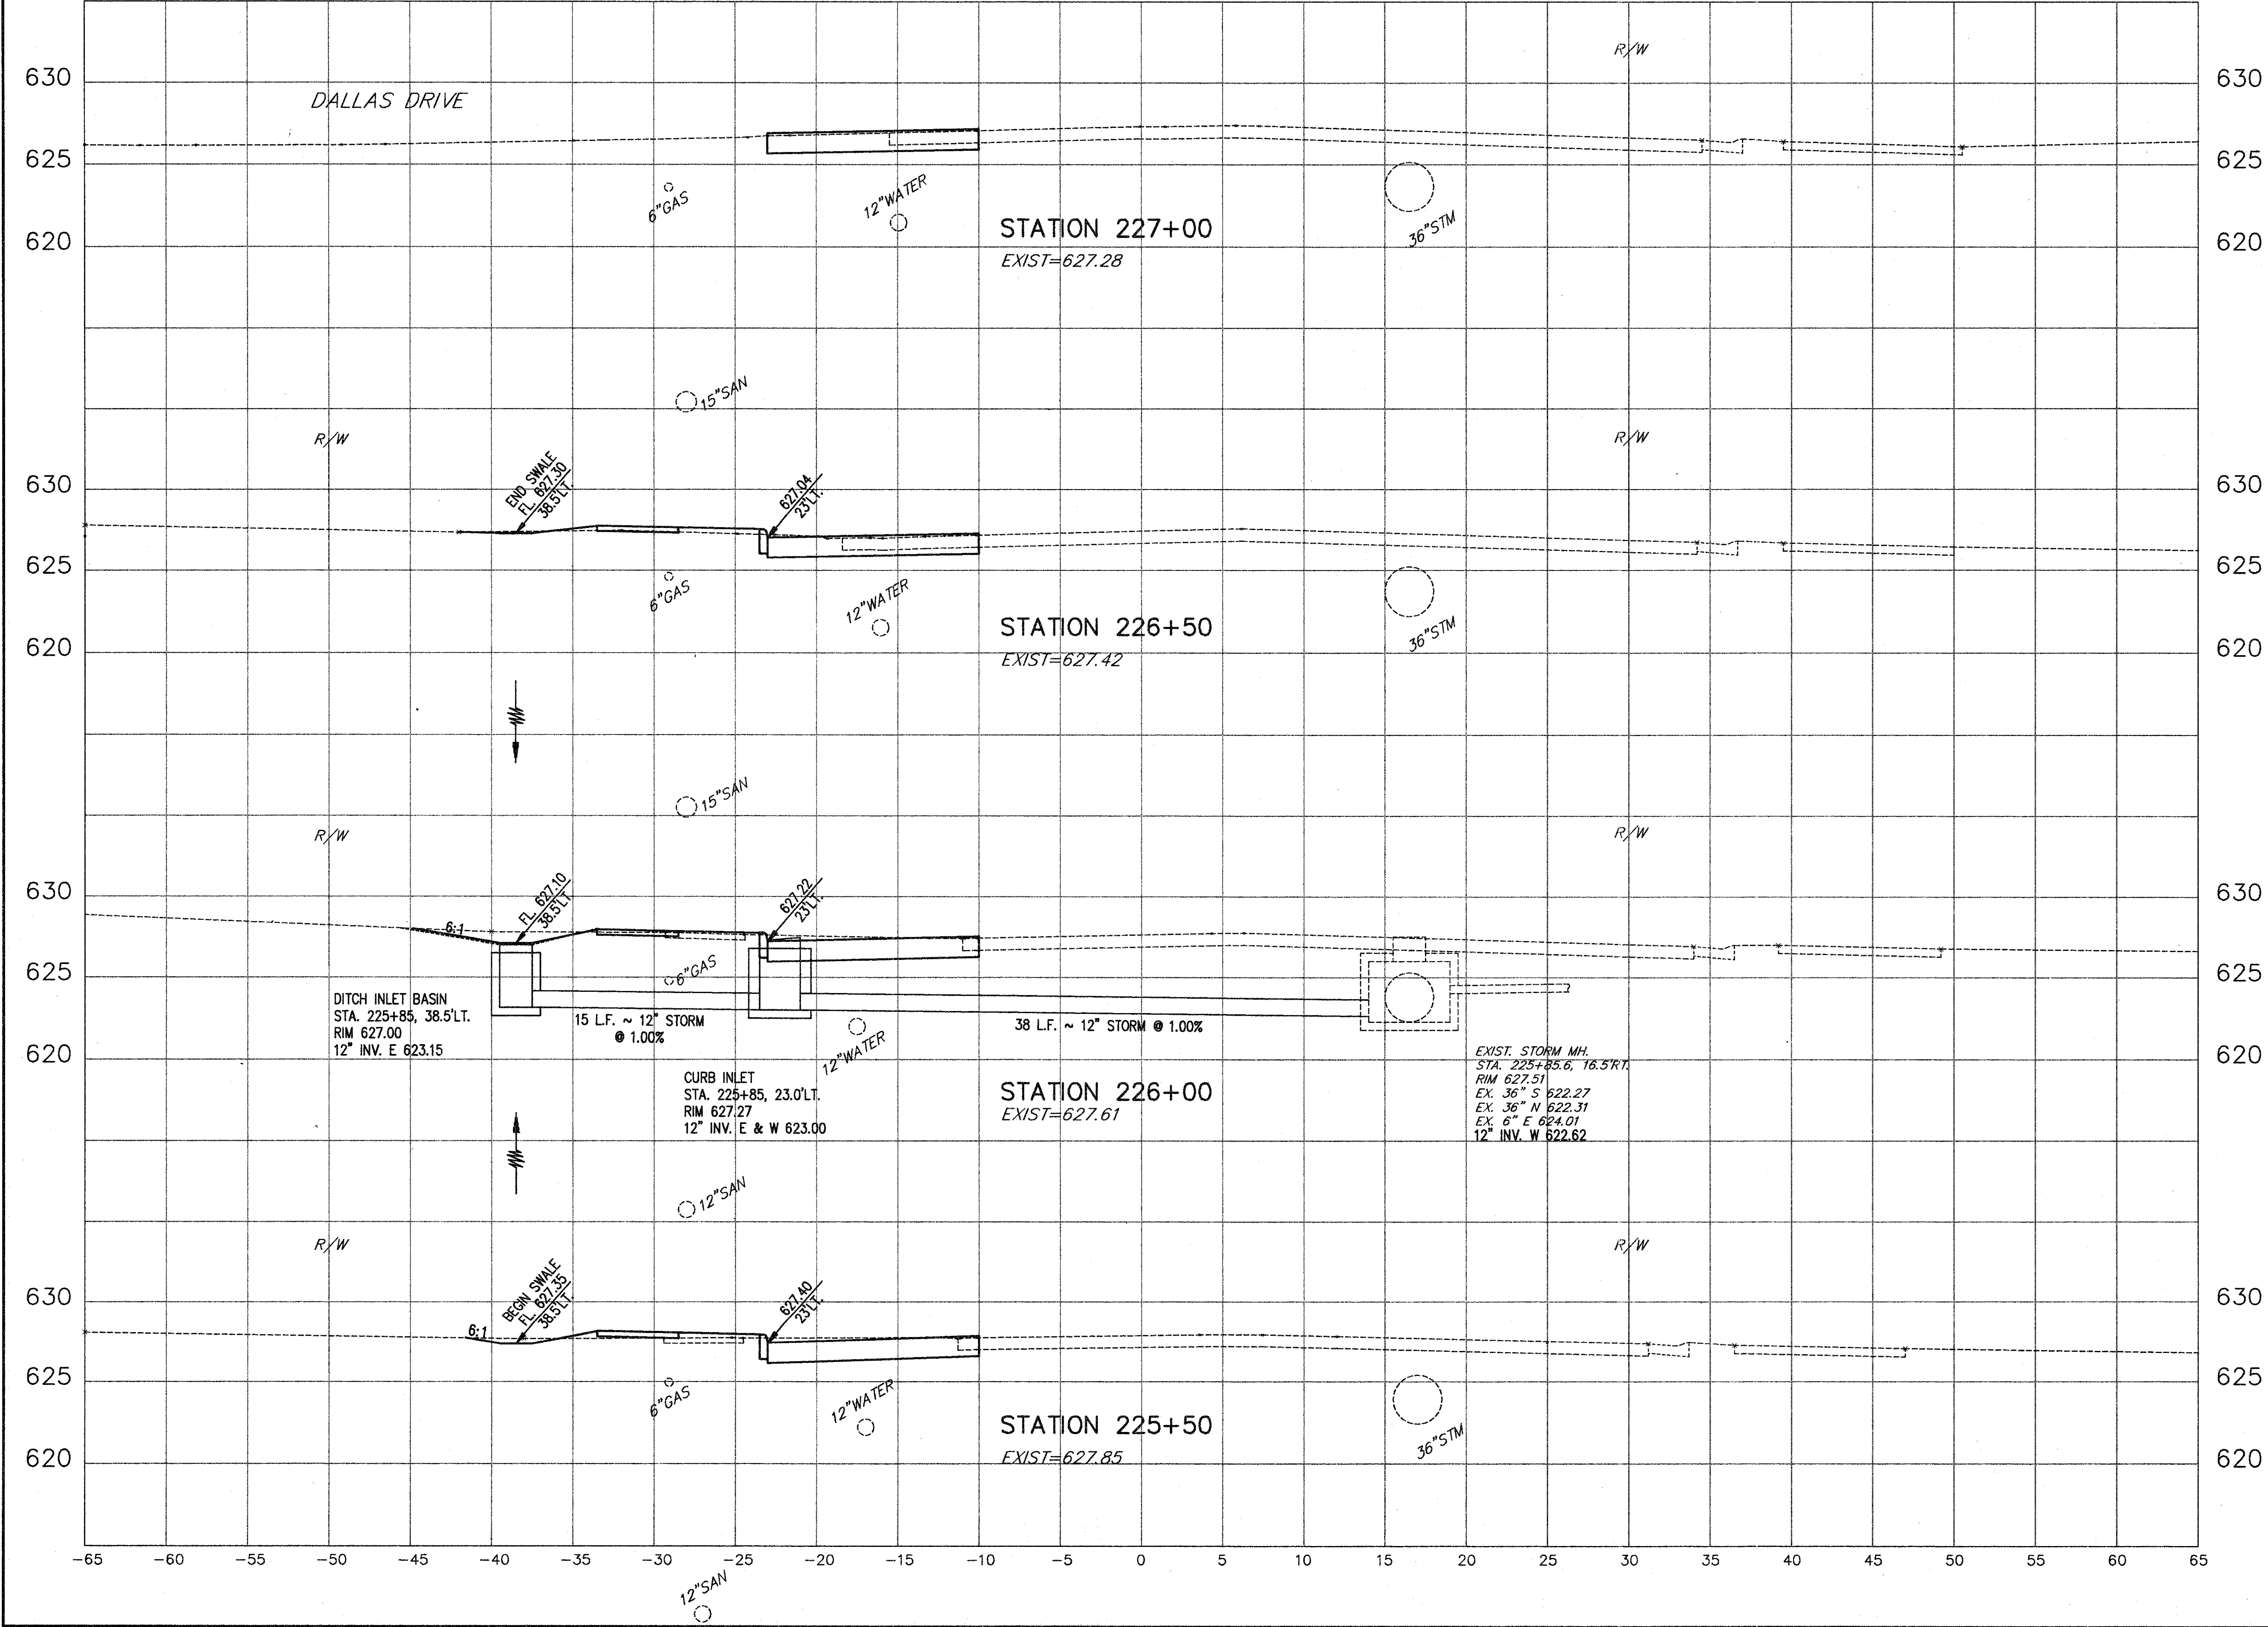 R/W
630 630
DALLAS DRIVE
625 625
6"GAS
12"WATER
STATION 227+00
36"STM
620 620
EXIST=627.28
15"SAN
R/W R/W
END SWALE
FL. 627.30
38.5'LT.
627.04
23'LT.
630 630
625 625
6"GAS
12"WATER
STATION 226+50
36"STM
620 620
EXIST=627.42
15"SAN
R/W R/W
FL. 627.10
38.5'LT.
627.22
23'LT.
630 630
6:1
625 625
6"GAS
DITCH INLET BASIN
STA. 225+85, 38.5'LT.
RIM 627.00
12" INV. E 623.15
15 L.F. ~ 12" STORM
@ 1.00%
38 L.F. ~ 12" STORM @ 1.00%
12"WATER
620 620
CURB INLET
STA. 225+85, 23.0'LT.
RIM 627.27
12" INV. E & W 623.00
STATION 226+00
EXIST=627.61
EXIST. STORM MH.
STA. 225+85.6, 16.5'RT.
RIM 627.51
EX. 36" S 622.27
EX. 36" N 622.31
EX. 6" E 624.01
12" INV. W 622.62
12"SAN
R/W R/W
BEGIN SWALE
FL. 627.35
38.5'LT.
627.40
23'LT.
630 630
6:1
625 625
6"GAS
12"WATER
STATION 225+50
36"STM
620 620
EXIST=627.85
-65 -60 -55 -50 -45 -40 -35 -30 -25 -20 -15 -10 -5 0 5 10 15 20 25 30 35 40 45 50 55 60 65
12"SAN